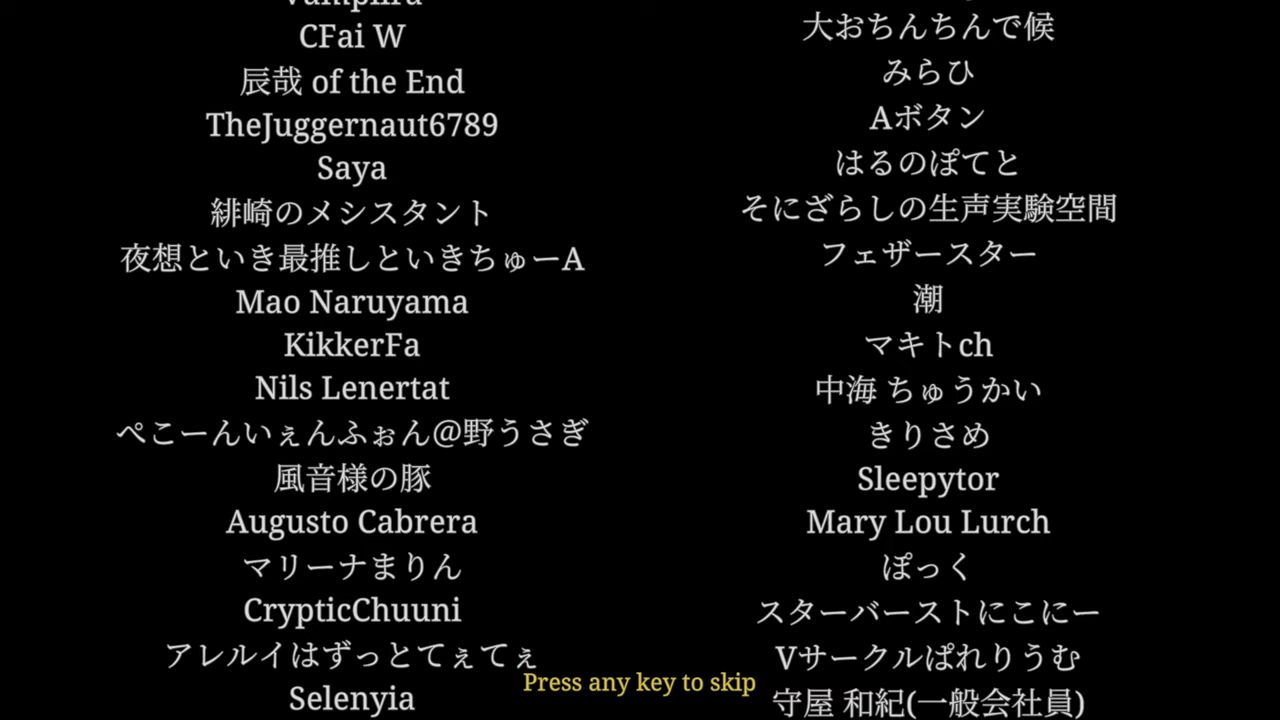 CFai W
辰哉 of the End
TheJuggernaut6789
Saya
緋崎のメシスタント
夜想といき最推しといきちゅーA
Mao Naruyama
KikkerFa
Nils Lenertat
ぺこーんいぇんふぉん@野うさぎ
風音様の豚
Augusto Cabrera
マリーナまりん
CrypticChuuni
アレルイはずっとてぇてぇ
Selenyia
大おちんちんで候
みらひ
Aボタン
はるのぽてと
そにざらしの生声実験空間
フェザースター
潮
マキトch
中海 ちゅうかい
きりさめ
Sleepytor
Mary Lou Lurch
ぽっく
スターバーストにこにー
Vサークルぱれりうむ
守屋 和紀(一般会社員)
Press any key to skip